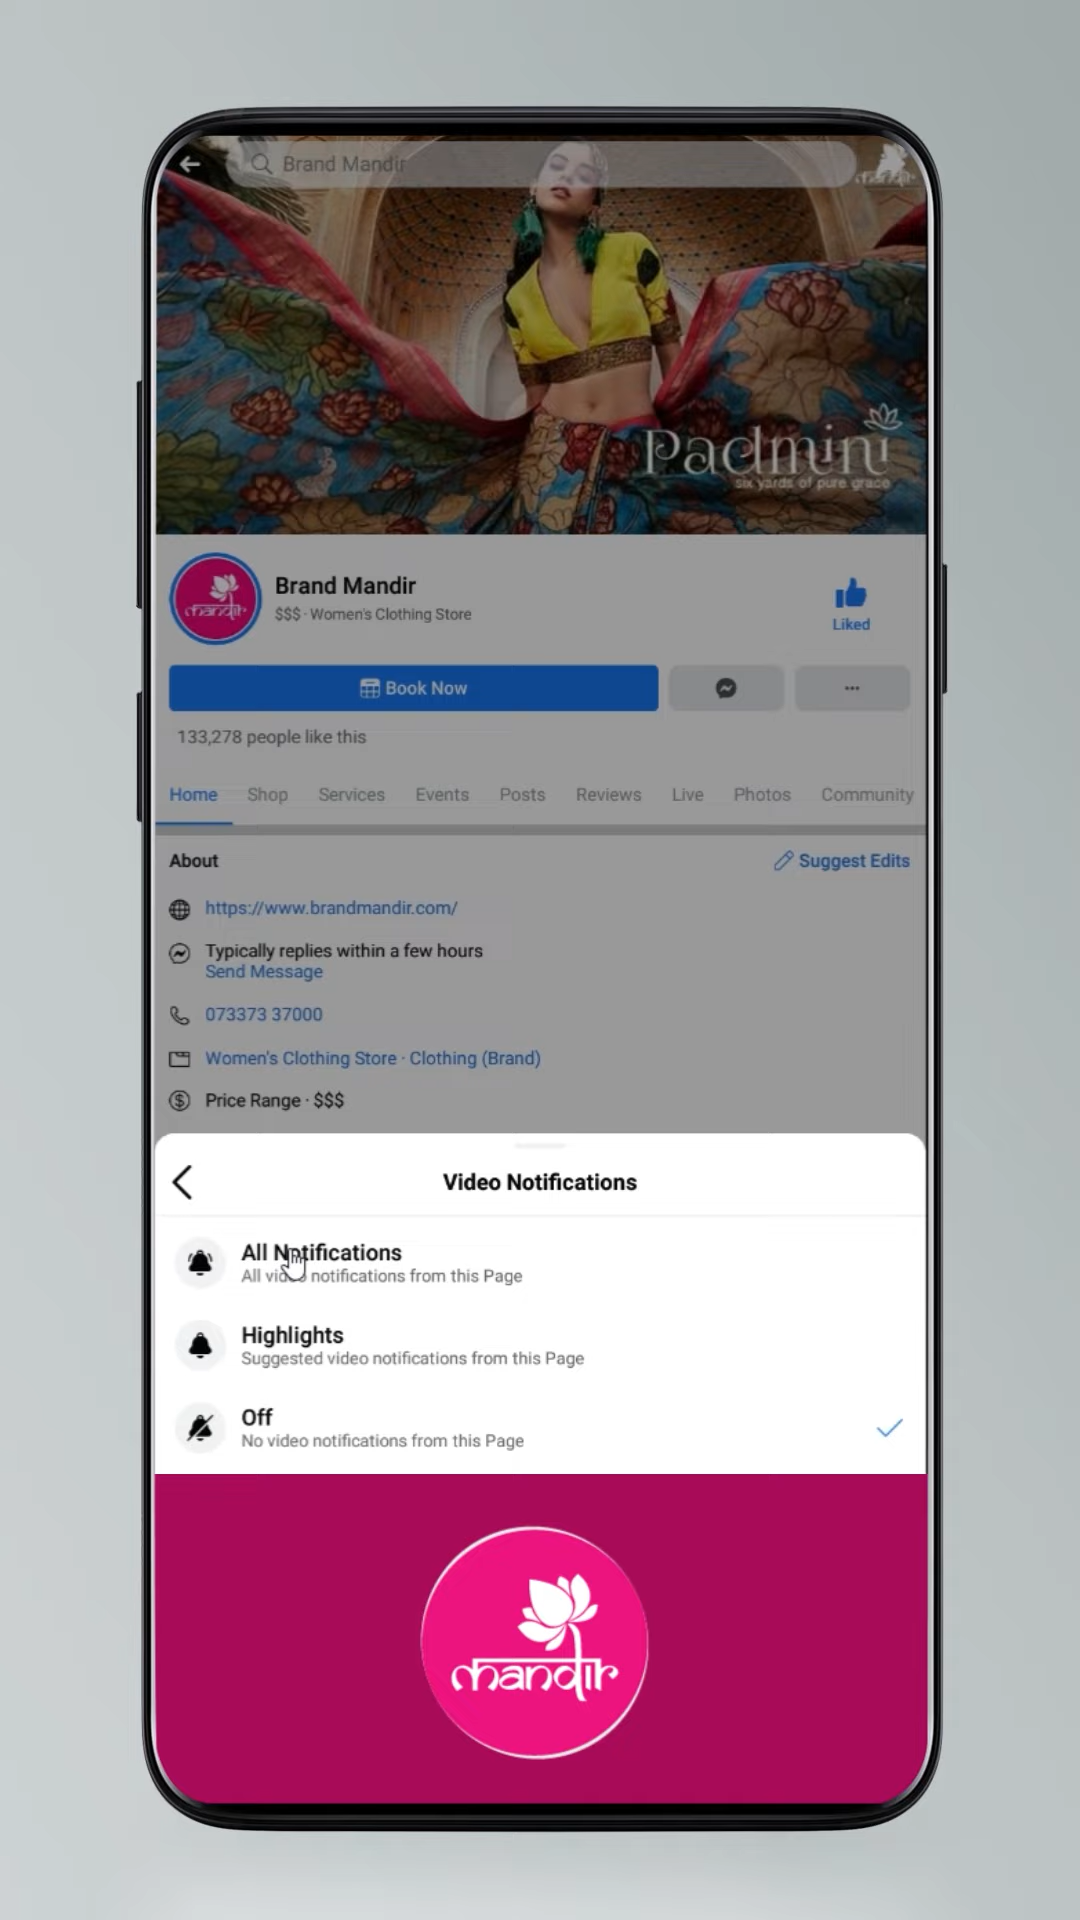 Brand Mandir
mandir
Padmini
six yards of pure grace
mandir
Brand Mandir
$$$ · Women's Clothing Store
Liked
Book Now
133,278 people like this
Home Shop Services Events Posts Reviews Live Photos Community
About
Suggest Edits
https://www.brandmandir.com/
Typically replies within a few hours
Send Message
073373 37000
Women's Clothing Store · Clothing (Brand)
Price Range · $$$
Video Notifications
All Notifications
All video notifications from this Page
Highlights
Suggested video notifications from this Page
Off
No video notifications from this Page
mandir